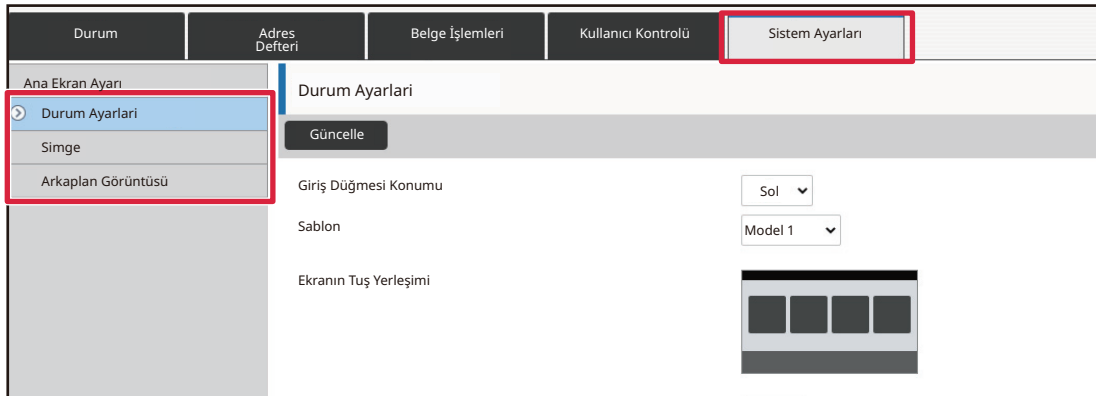 Durum
Adres
Defteri
Belge İşlemleri
Kullanıcı Kontrolü
Sistem Ayarları
Ana Ekran Ayarı
Durum Ayarlari
Simge
Arkaplan Görüntüsü
Durum Ayarlari
Güncelle
Giriş Düğmesi Konumu
Sol
Sablon
Model 1
Ekranın Tuş Yerleşimi